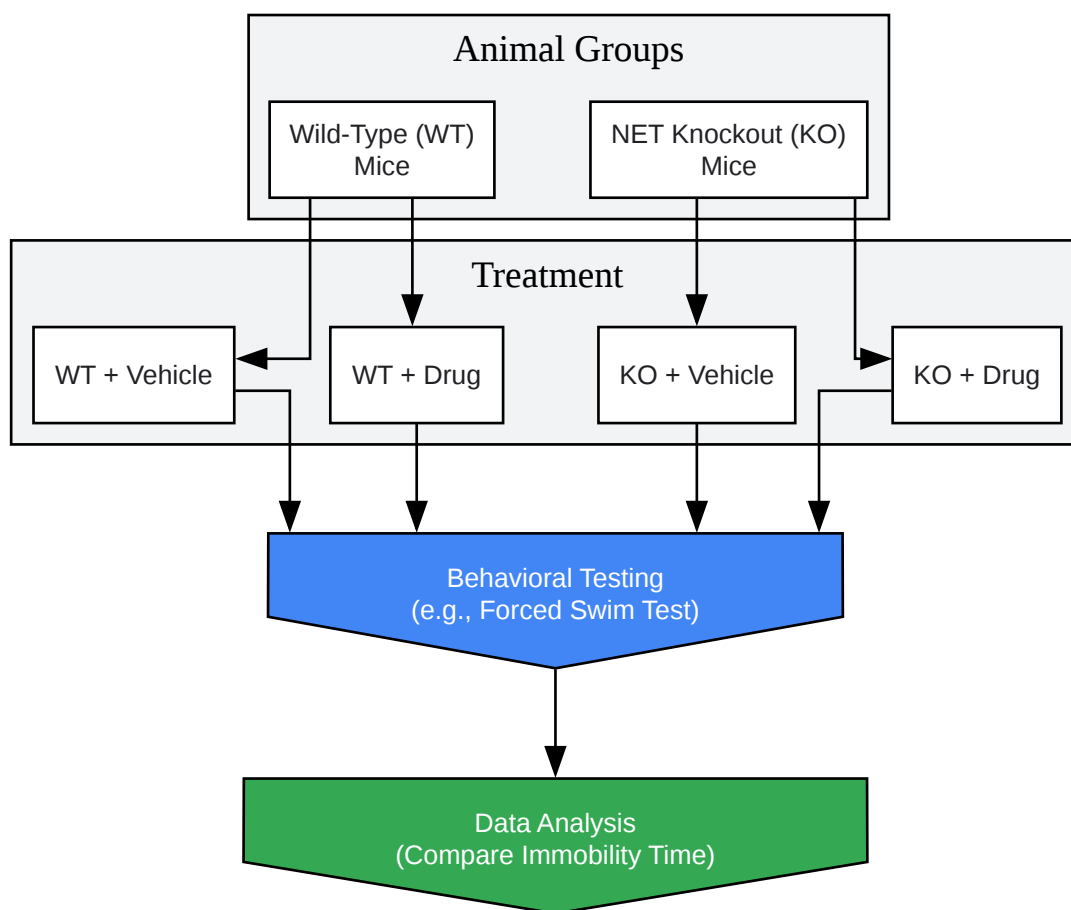 Animal Groups
Wild-Type (WT)
Mice
NET Knockout (KO)
Mice
Treatment
WT + Vehicle
WT + Drug
KO + Vehicle
KO + Drug
Behavioral Testing
(e.g., Forced Swim Test)
Data Analysis
(Compare Immobility Time)